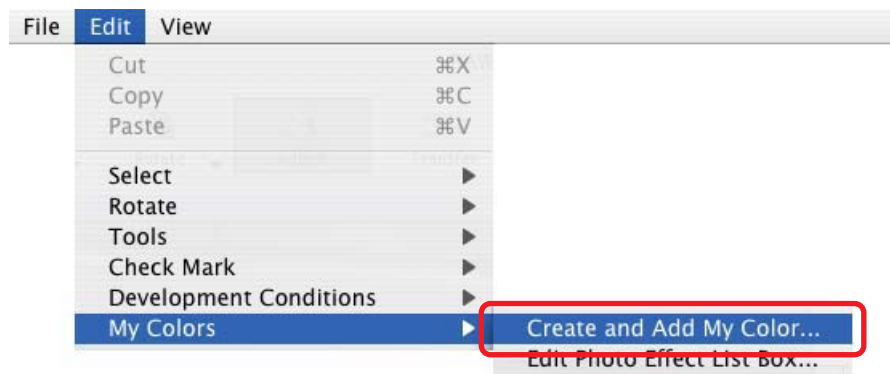 File Edit View
Cut ⌘X
Copy ⌘C
Paste ⌘V
Select
Rotate
Tools
Check Mark
Development Conditions
My Colors Create and Add My Color...
Edit Photo Effect List Box...